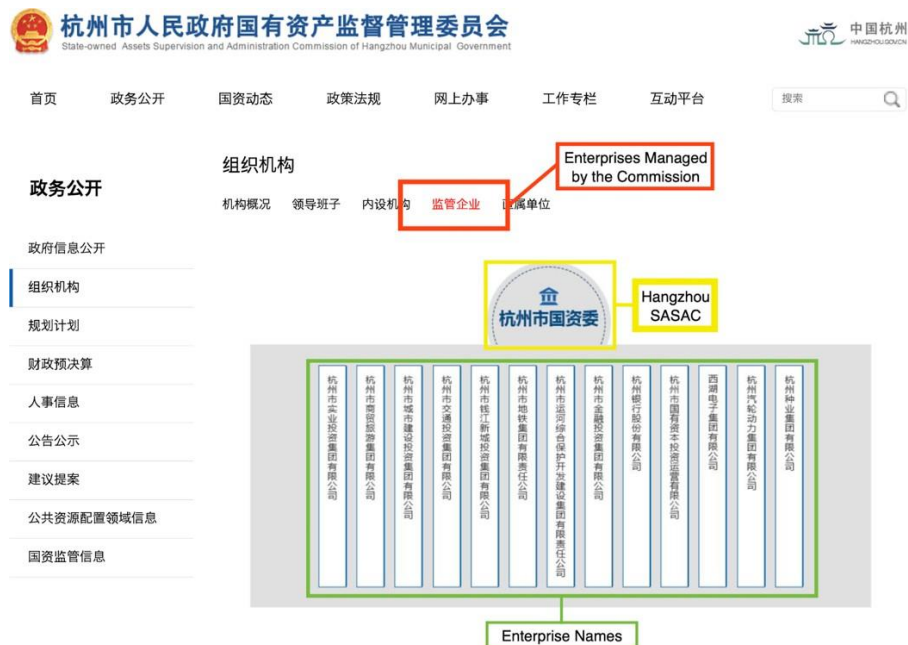 杭州市人民政府国有资产监督管理委员会
State-owned Assets Supervision and Administration Commission of Hangzhou Municipal Government
中国杭州
HANGZHOU.GOV.CN
首页
政务公开
国资动态
政策法规
网上办事
工作专栏
互动平台
搜索
政务公开
政府信息公开
组织机构
规划计划
财政预决算
人事信息
公告公示
建议提案
公共资源配置领域信息
国资监管信息
组织机构
Enterprises Managed
by the Commission
机构概况
领导班子
内设机构
监管企业
直属单位
杭州市国资委
Hangzhou
SASAC
杭州市实业投资集团有限公司
杭州市商贸旅游集团有限公司
杭州市城市建设投资集团有限公司
杭州市交通投资集团有限公司
杭州市钱江新城投资集团有限公司
杭州市地铁集团有限责任公司
杭州市运河综合保护开发建设集团有限责任公司
杭州市金融投资集团有限公司
杭州银行股份有限公司
杭州市国有资本投资运营有限公司
西湖电子集团有限公司
杭州汽轮动力集团有限公司
杭州种业集团有限公司
Enterprise Names